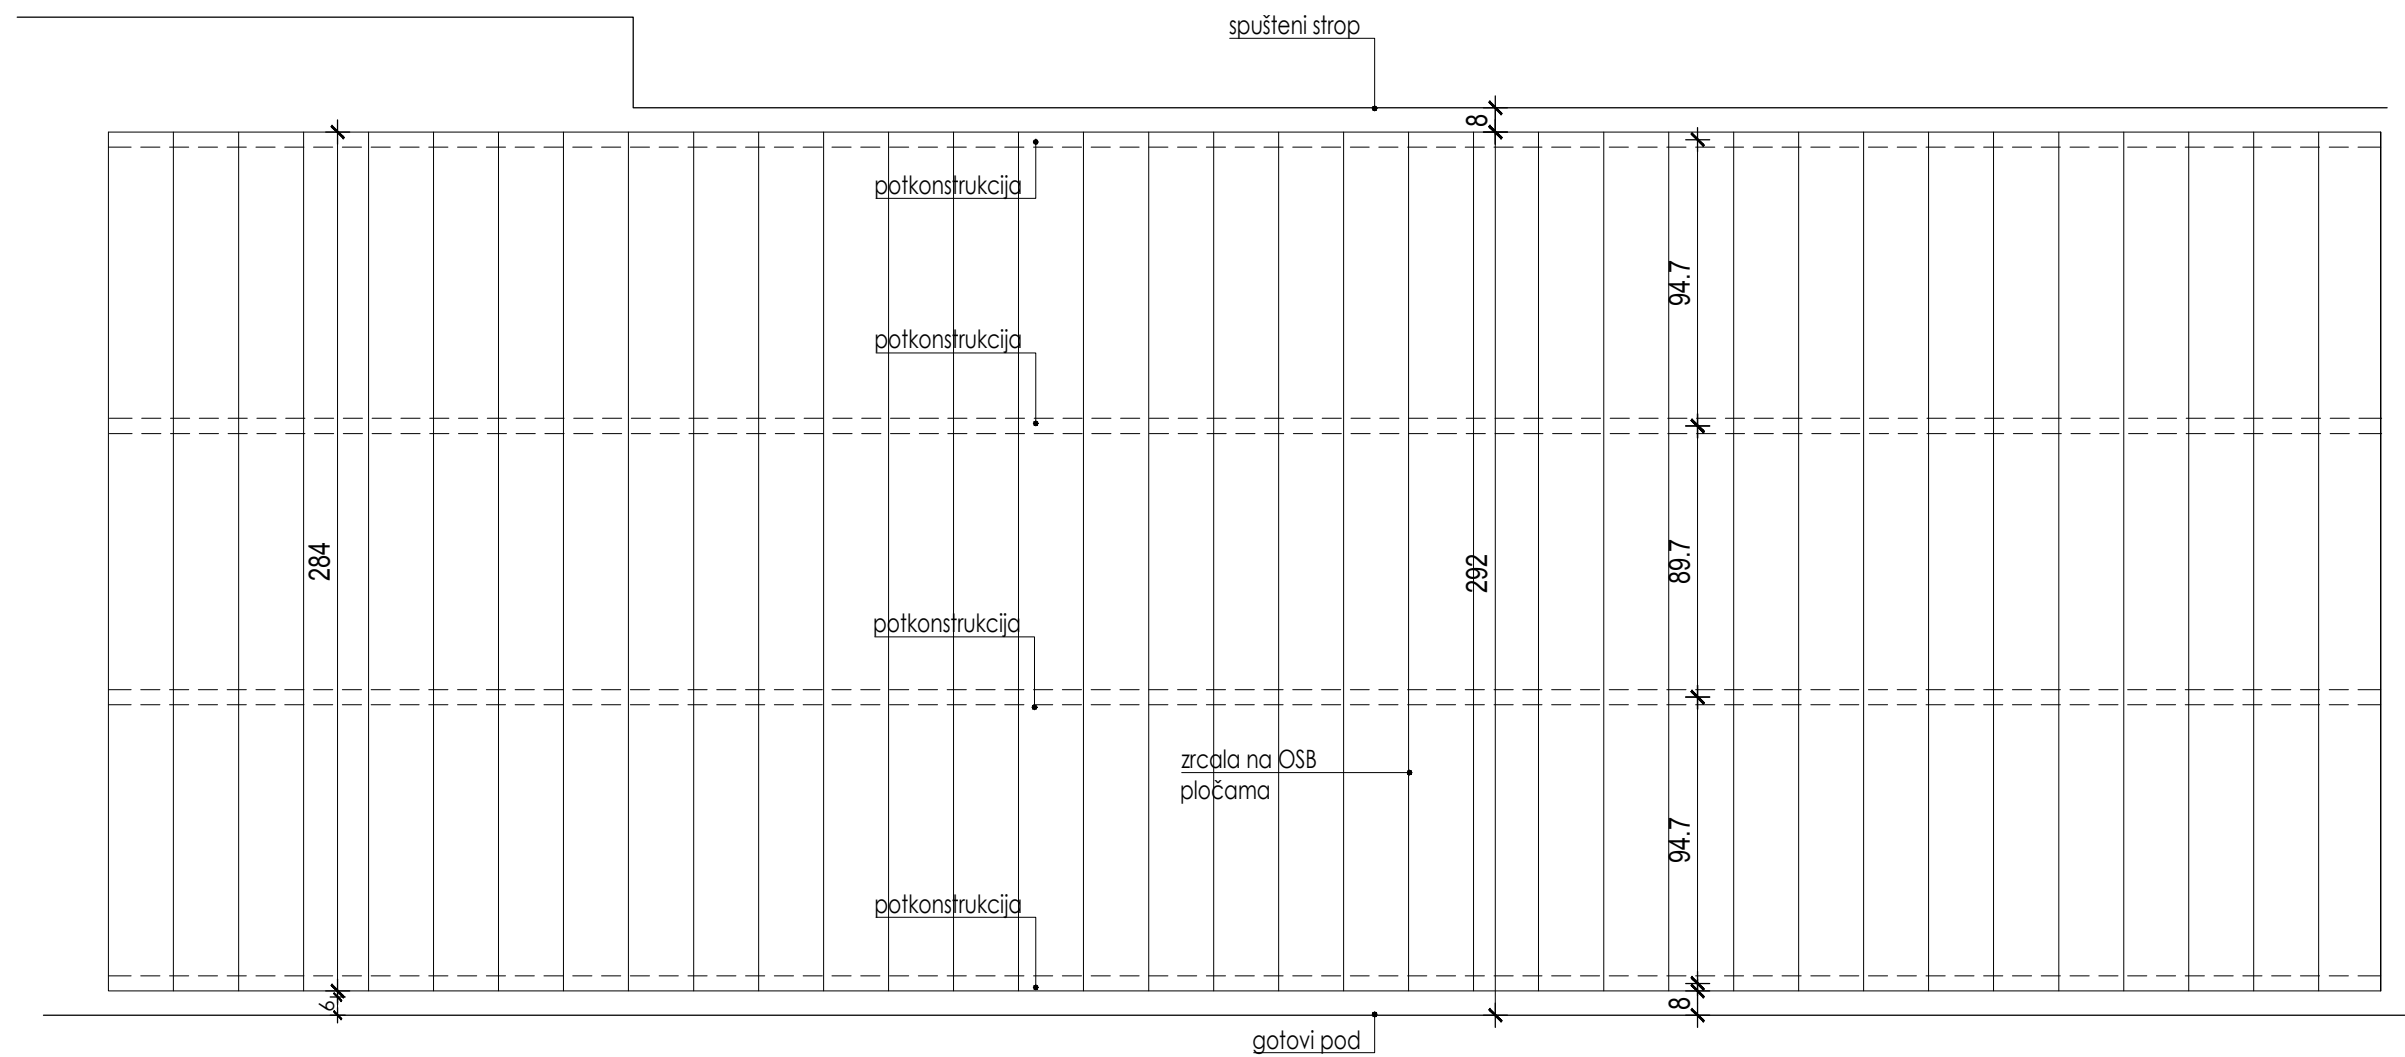 spušteni strop
8
potkonstrukcija
94.7
potkonstrukcija
284
292
89.7
potkonstrukcija
zrcala na OSB
pločama
94.7
potkonstrukcija
8
gotovi pod